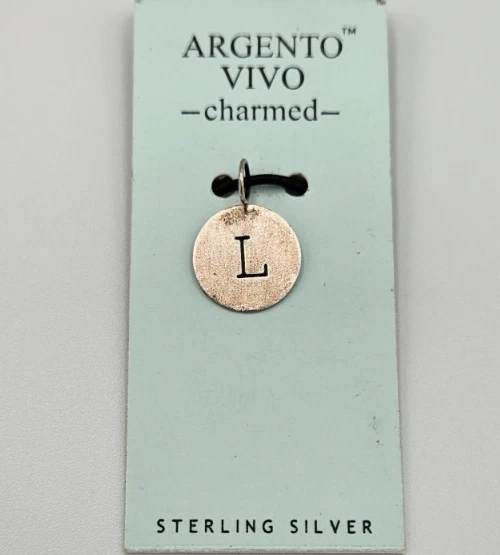 ARGENTO™
VIVO
–charmed–
L
STERLING SILVER